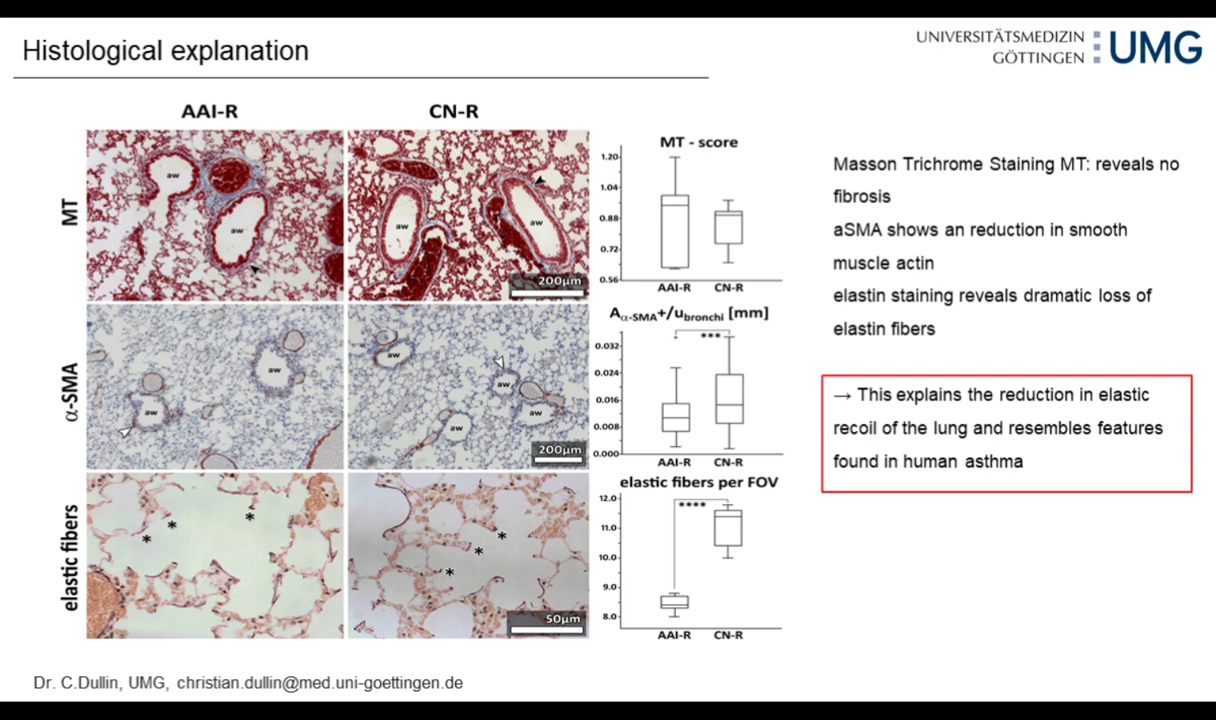 Histological explanation
UNIVERSITÄTSMEDIZIN
GÖTTINGEN
UMG
AAI-R
CN-R
MT
aw
aw
aw
aw
200µm
α-SMA
aw
aw
aw
aw
aw
aw
200µm
elastic fibers
*
*
*
*
*
*
50µm
MT - score
1.20
1.04
0.88
0.72
0.56
AAI-R
CN-R
Aα-SMA+/ubronchi [mm]
***
0.032
0.024
0.016
0.008
0.000
AAI-R
CN-R
elastic fibers per FOV
****
12.0
11.0
10.0
9.0
8.0
AAI-R
CN-R
Masson Trichrome Staining MT: reveals no
fibrosis
aSMA shows an reduction in smooth
muscle actin
elastin staining reveals dramatic loss of
elastin fibers
→ This explains the reduction in elastic
recoil of the lung and resembles features
found in human asthma
Dr. C.Dullin, UMG, christian.dullin@med.uni-goettingen.de